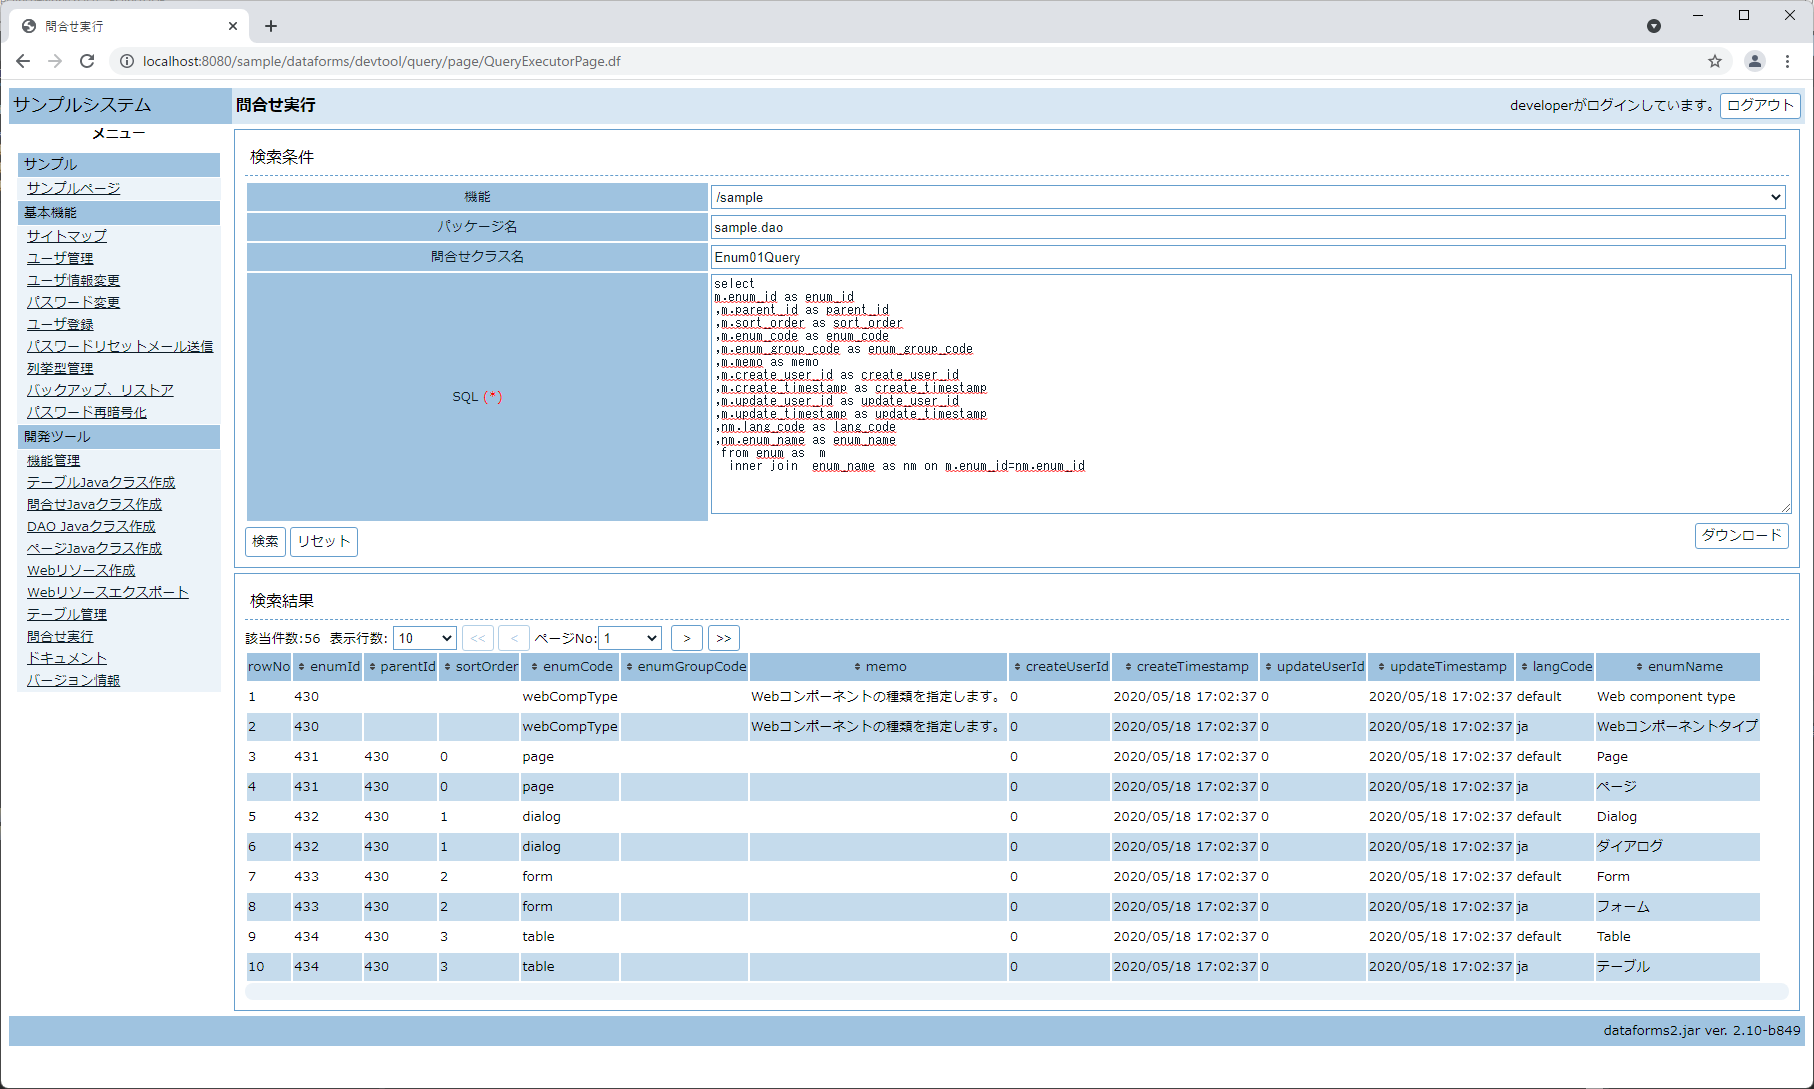 問合せ実行
localhost:8080/sample/dataforms/devtool/query/page/QueryExecutorPage.df
サンプルシステム
問合せ実行
developerがログインしています。 ログアウト
メニュー
サンプル
サンプルページ
基本機能
サイトマップ
ユーザ管理
ユーザ情報変更
パスワード変更
ユーザ登録
パスワードリセットメール送信
列挙型管理
バックアップ、リストア
パスワード再暗号化
開発ツール
機能管理
テーブルJavaクラス作成
問合せJavaクラス作成
DAO Javaクラス作成
ページJavaクラス作成
Webリソース作成
Webリソースエクスポート
テーブル管理
問合せ実行
ドキュメント
バージョン情報
検索条件
機能 /sample
パッケージ名 sample.dao
問合せクラス名 Enum01Query
SQL (*)
select
m.enum_id as enum_id
,m.parent_id as parent_id
,m.sort_order as sort_order
,m.enum_code as enum_code
,m.enum_group_code as enum_group_code
,m.memo as memo
,m.create_user_id as create_user_id
,m.create_timestamp as create_timestamp
,m.update_user_id as update_user_id
,m.update_timestamp as update_timestamp
,nm.lang_code as lang_code
,nm.enum_name as enum_name
from enum as m
inner join enum_name as nm on m.enum_id=nm.enum_id
検索 リセット ダウンロード
検索結果
該当件数:56 表示行数: 10 << < ページNo: 1 > >>
rowNo enumId parentId sortOrder enumCode enumGroupCode memo createUserId createTimestamp updateUserId updateTimestamp langCode enumName
1 430 webCompType Webコンポーネントの種類を指定します。 0 2020/05/18 17:02:37 0 2020/05/18 17:02:37 default Web component type
2 430 webCompType Webコンポーネントの種類を指定します。 0 2020/05/18 17:02:37 0 2020/05/18 17:02:37 ja Webコンポーネントタイプ
3 431 430 0 page 0 2020/05/18 17:02:37 0 2020/05/18 17:02:37 default Page
4 431 430 0 page 0 2020/05/18 17:02:37 0 2020/05/18 17:02:37 ja ページ
5 432 430 1 dialog 0 2020/05/18 17:02:37 0 2020/05/18 17:02:37 default Dialog
6 432 430 1 dialog 0 2020/05/18 17:02:37 0 2020/05/18 17:02:37 ja ダイアログ
7 433 430 2 form 0 2020/05/18 17:02:37 0 2020/05/18 17:02:37 default Form
8 433 430 2 form 0 2020/05/18 17:02:37 0 2020/05/18 17:02:37 ja フォーム
9 434 430 3 table 0 2020/05/18 17:02:37 0 2020/05/18 17:02:37 default Table
10 434 430 3 table 0 2020/05/18 17:02:37 0 2020/05/18 17:02:37 ja テーブル
dataforms2.jar ver. 2.10-b849